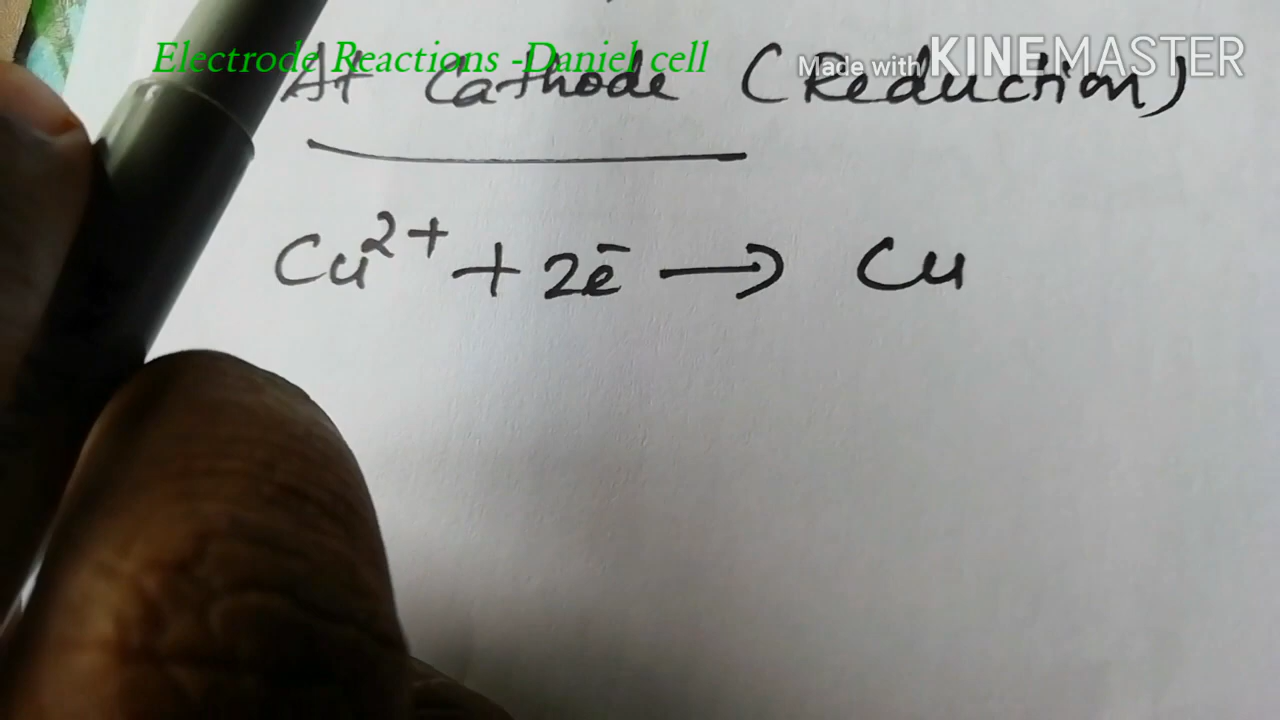 Electrode Reactions -Daniel cell
Made with KINEMASTER
At Cathode (Reduction)
Cu²⁺ + 2e⁻ → Cu